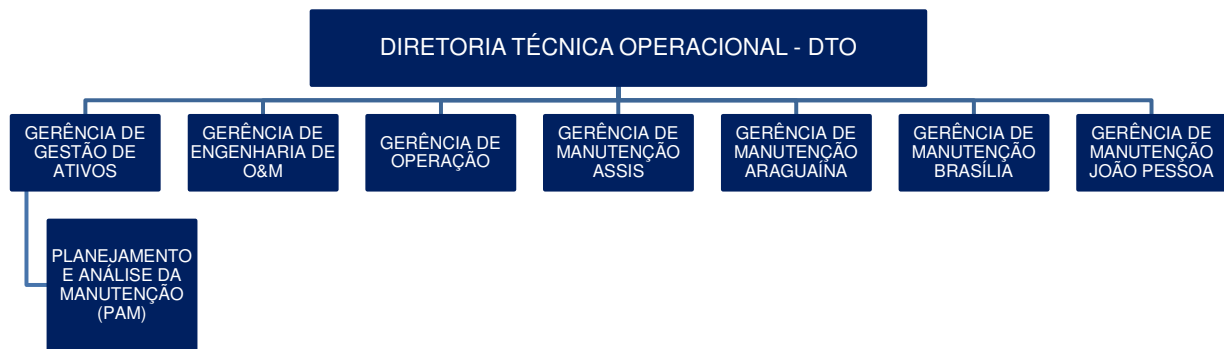 DIRETORIA TÉCNICA OPERACIONAL - DTO
GERÊNCIA DE
GESTÃO DE
ATIVOS
GERÊNCIA DE
ENGENHARIA DE
O&M
GERÊNCIA DE
OPERAÇÃO
GERÊNCIA DE
MANUTENÇÃO
ASSIS
GERÊNCIA DE
MANUTENÇÃO
ARAGUAÍNA
GERÊNCIA DE
MANUTENÇÃO
BRASÍLIA
GERÊNCIA DE
MANUTENÇÃO
JOÃO PESSOA
PLANEJAMENTO
E ANÁLISE DA
MANUTENÇÃO
(PAM)